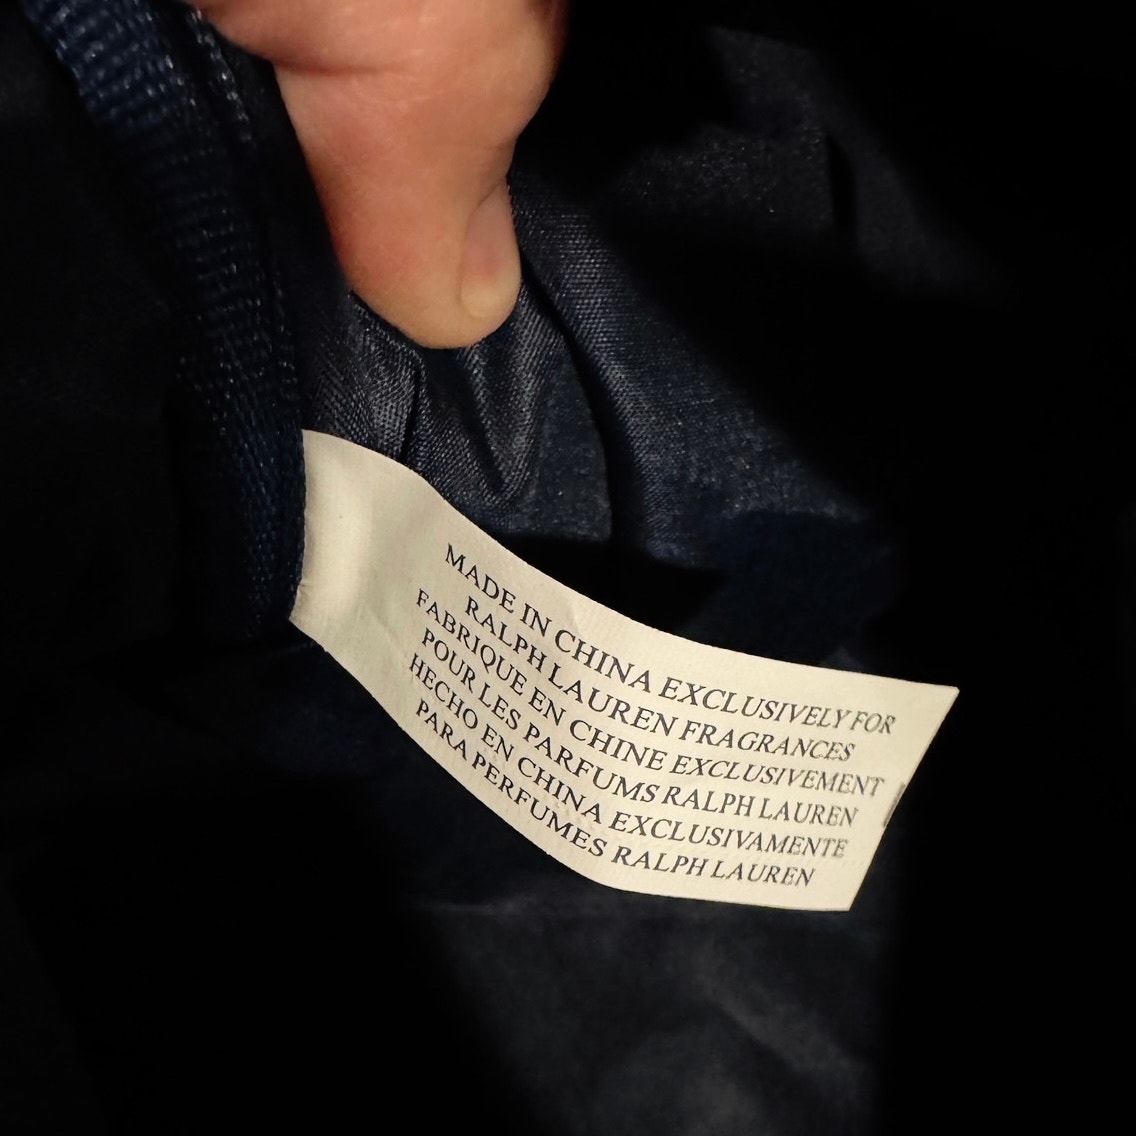 MADE IN CHINA EXCLUSIVELY FOR
RALPH LAUREN FRAGRANCES
FABRIQUE EN CHINE EXCLUSIVEMENT
POUR LES PARFUMS RALPH LAUREN
HECHO EN CHINA EXCLUSIVAMENTE
PARA PERFUMES RALPH LAUREN